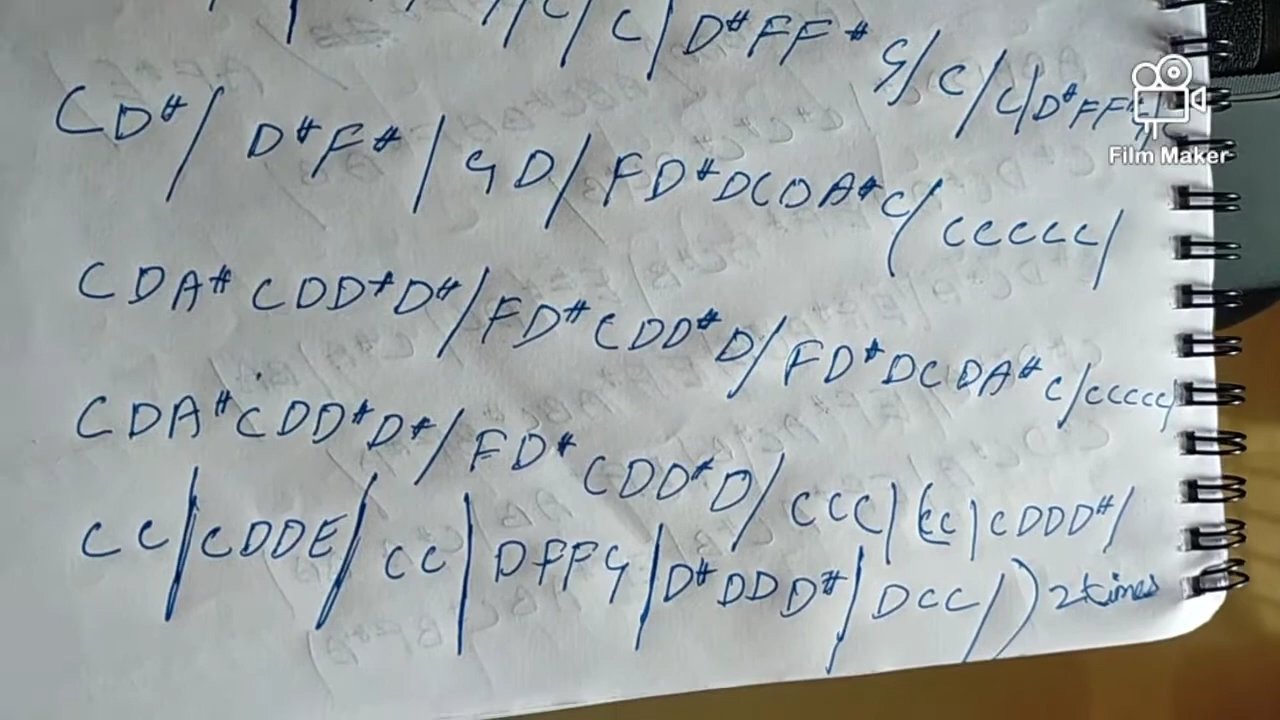 C/C/D#FF#G/C/C/D#FF#
Film Maker
CD#/D#F#/GD/FD#DCDA#C/CCCCC/
CDA#CDD#D#/FD#CDD#D/FD#DCDA#C/CCCCC/
CDA#CDD#D#/FD#CDD#D/CCC/(CC/CDDD#/
CC/CDDE/CC/DFFG/D#DDD#/DCC/)2times